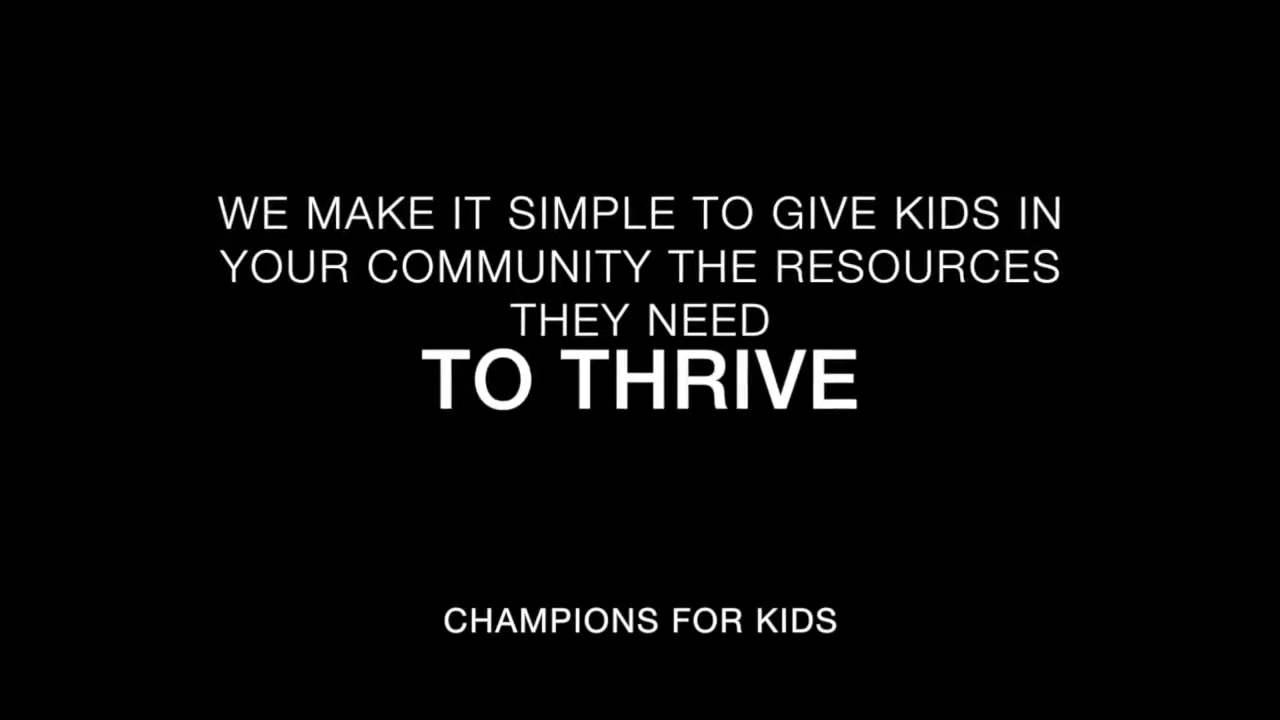 WE MAKE IT SIMPLE TO GIVE KIDS IN
YOUR COMMUNITY THE RESOURCES
THEY NEED
TO THRIVE
CHAMPIONS FOR KIDS